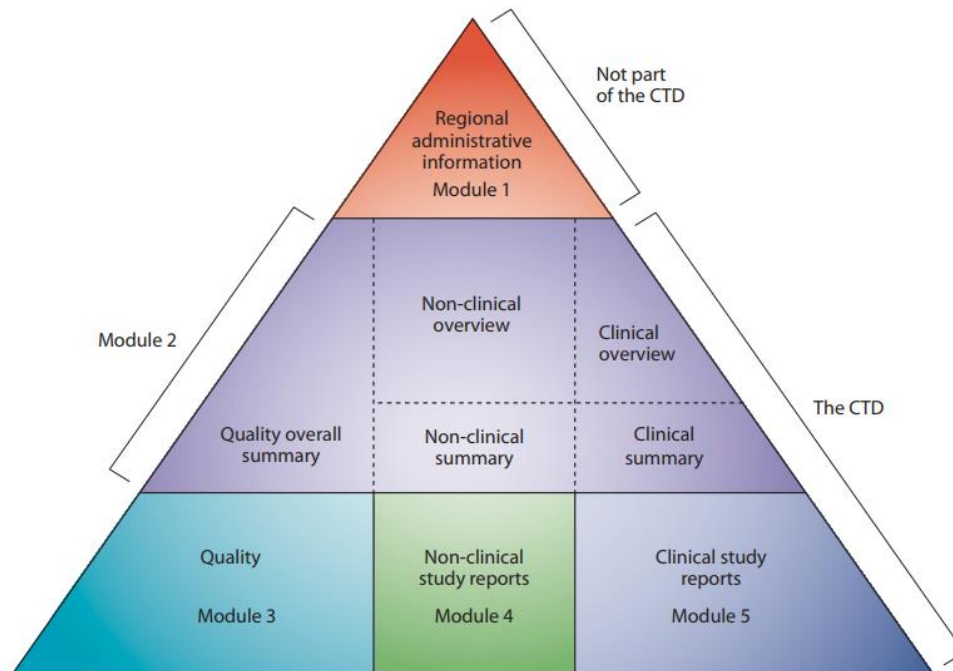 Not part
of the CTD
Regional
administrative
information
Module 1
Module 2
Non-clinical
overview
Clinical
overview
The CTD
Quality overall
summary
Non-clinical
summary
Clinical
summary
Quality
Module 3
Non-clinical
study reports
Module 4
Clinical study
reports
Module 5